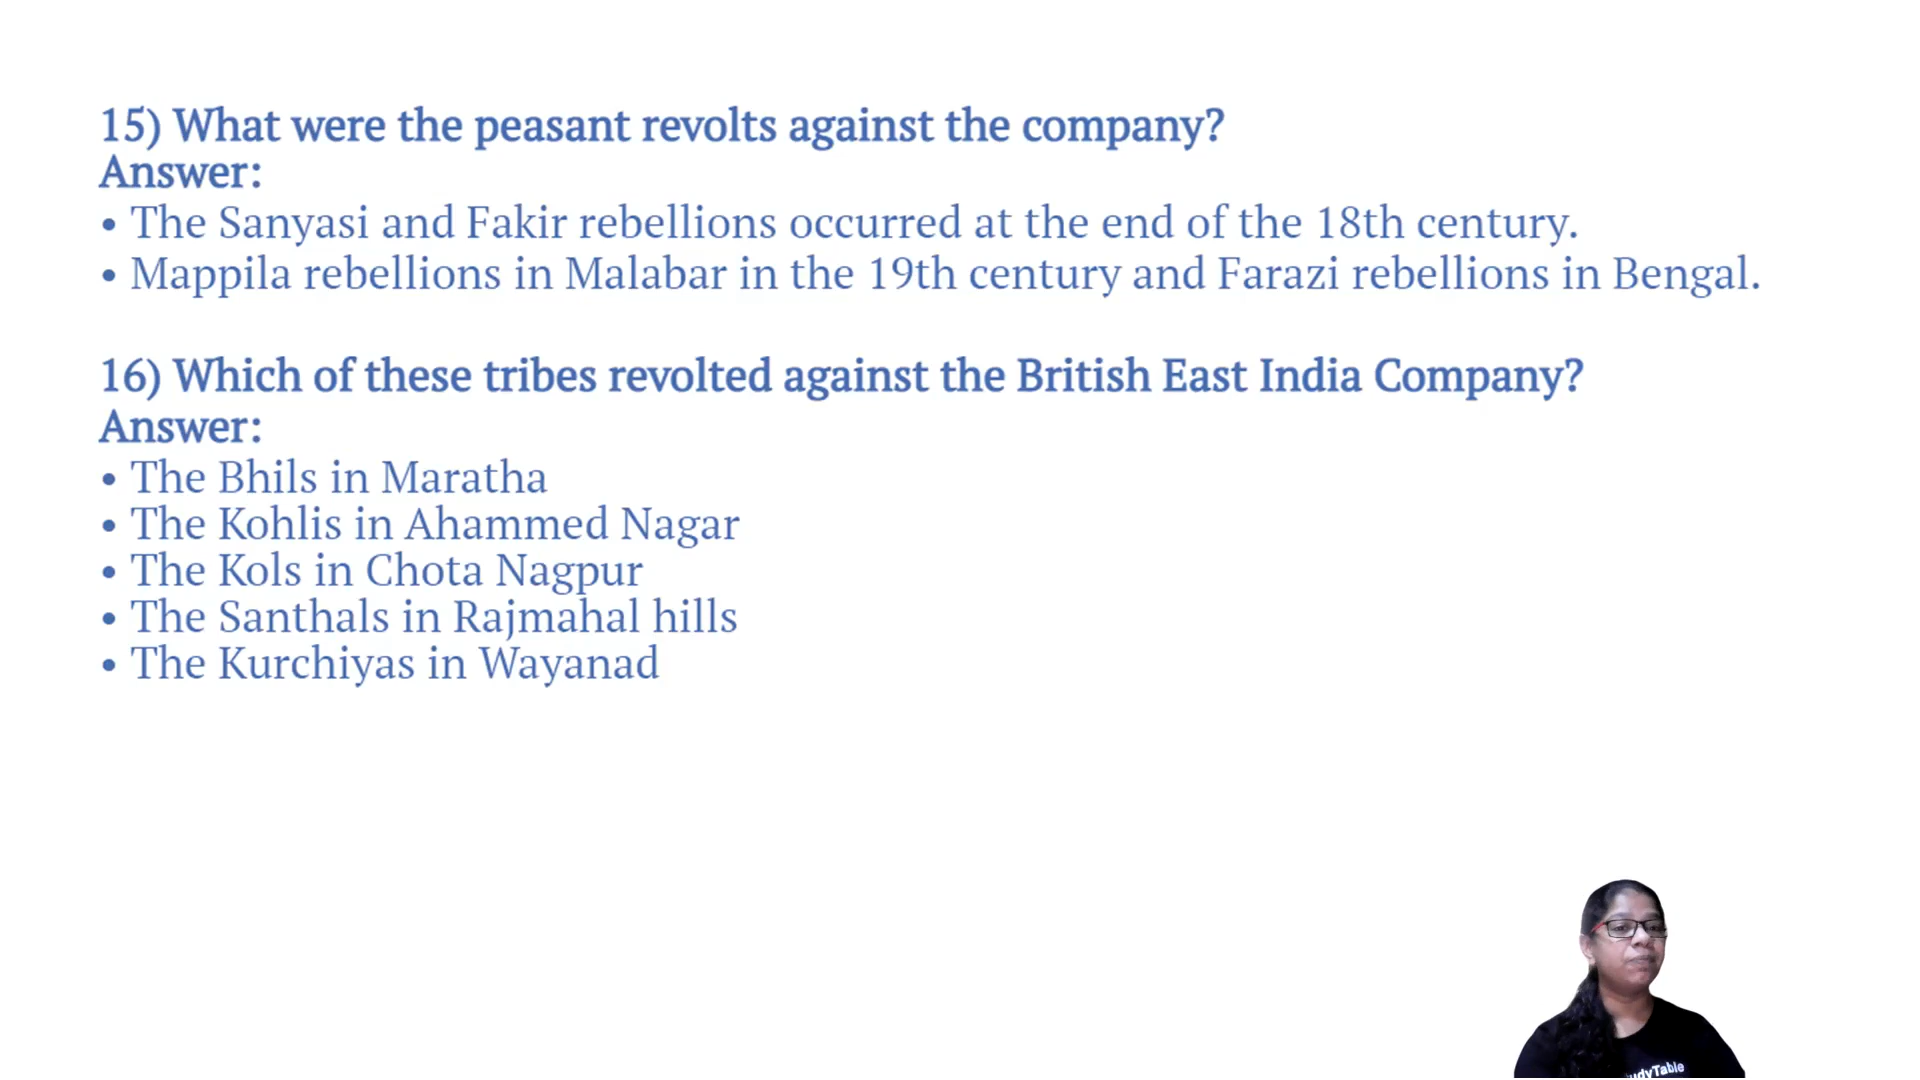 15) What were the peasant revolts against the company?
Answer:
• The Sanyasi and Fakir rebellions occurred at the end of the 18th century.
• Mappila rebellions in Malabar in the 19th century and Farazi rebellions in Bengal.
16) Which of these tribes revolted against the British East India Company?
Answer:
• The Bhils in Maratha
• The Kohlis in Ahammed Nagar
• The Kols in Chota Nagpur
• The Santhals in Rajmahal hills
• The Kurchiyas in Wayanad